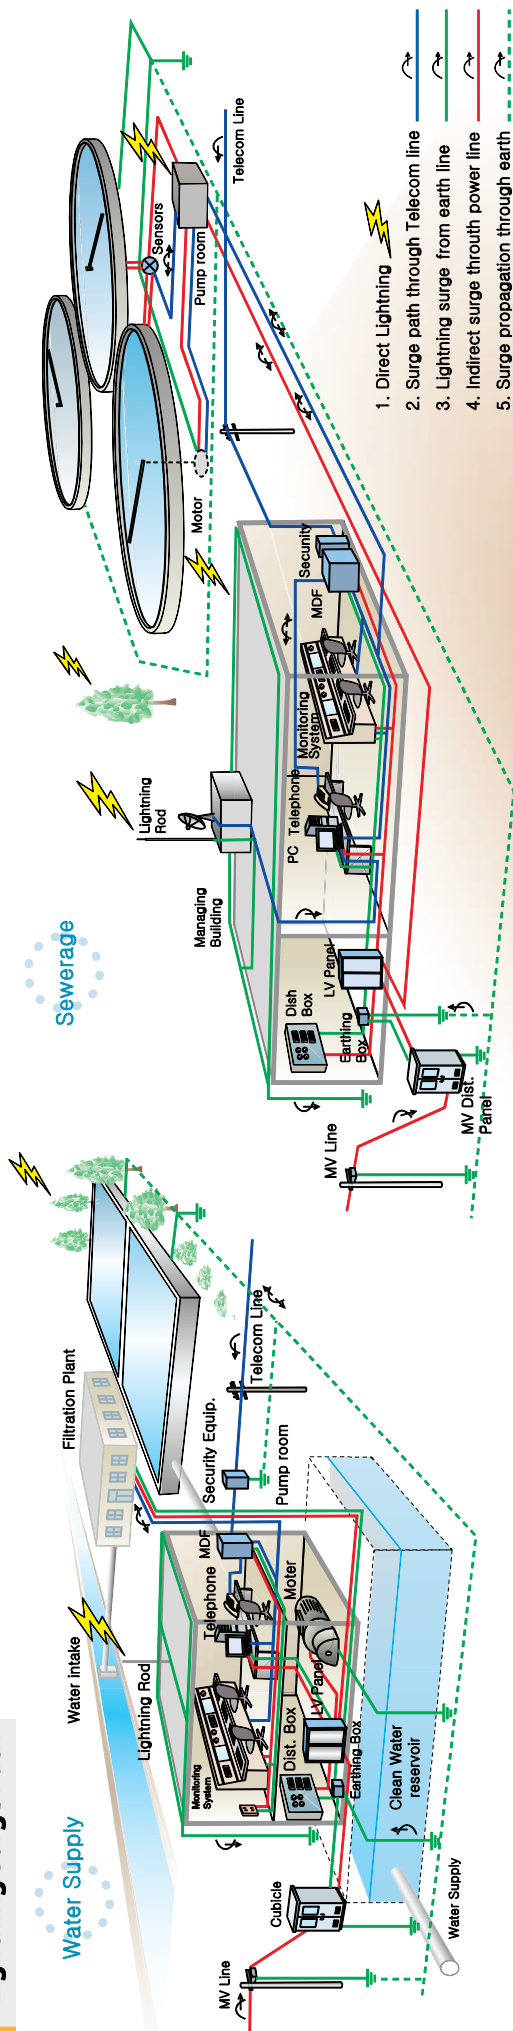 Water Supply
Water intake
Filtration Plant
Lightning Rod
Monitoring
System
Telephone
MDF
Security Equip.
Telecom Line
Pump room
Moter
LV Panel
Dist. Box
Earthing Box
Clean Water
reservoir
Cubicle
MV Line
Water Supply
Sewerage
Lightning
Rod
Managing
Building
Dish
Box
LV Panel
Earthing
Box
MV Line
MV Dist.
Panel
PC
Telephone
Monitoring
System
MDF
Security
Motor
Sensors
Pump room
Telecom Line
1. Direct Lightning
2. Surge path through Telecom line
3. Lightning surge from earth line
4. Indirect surge throuth power line
5. Surge propagation through earth